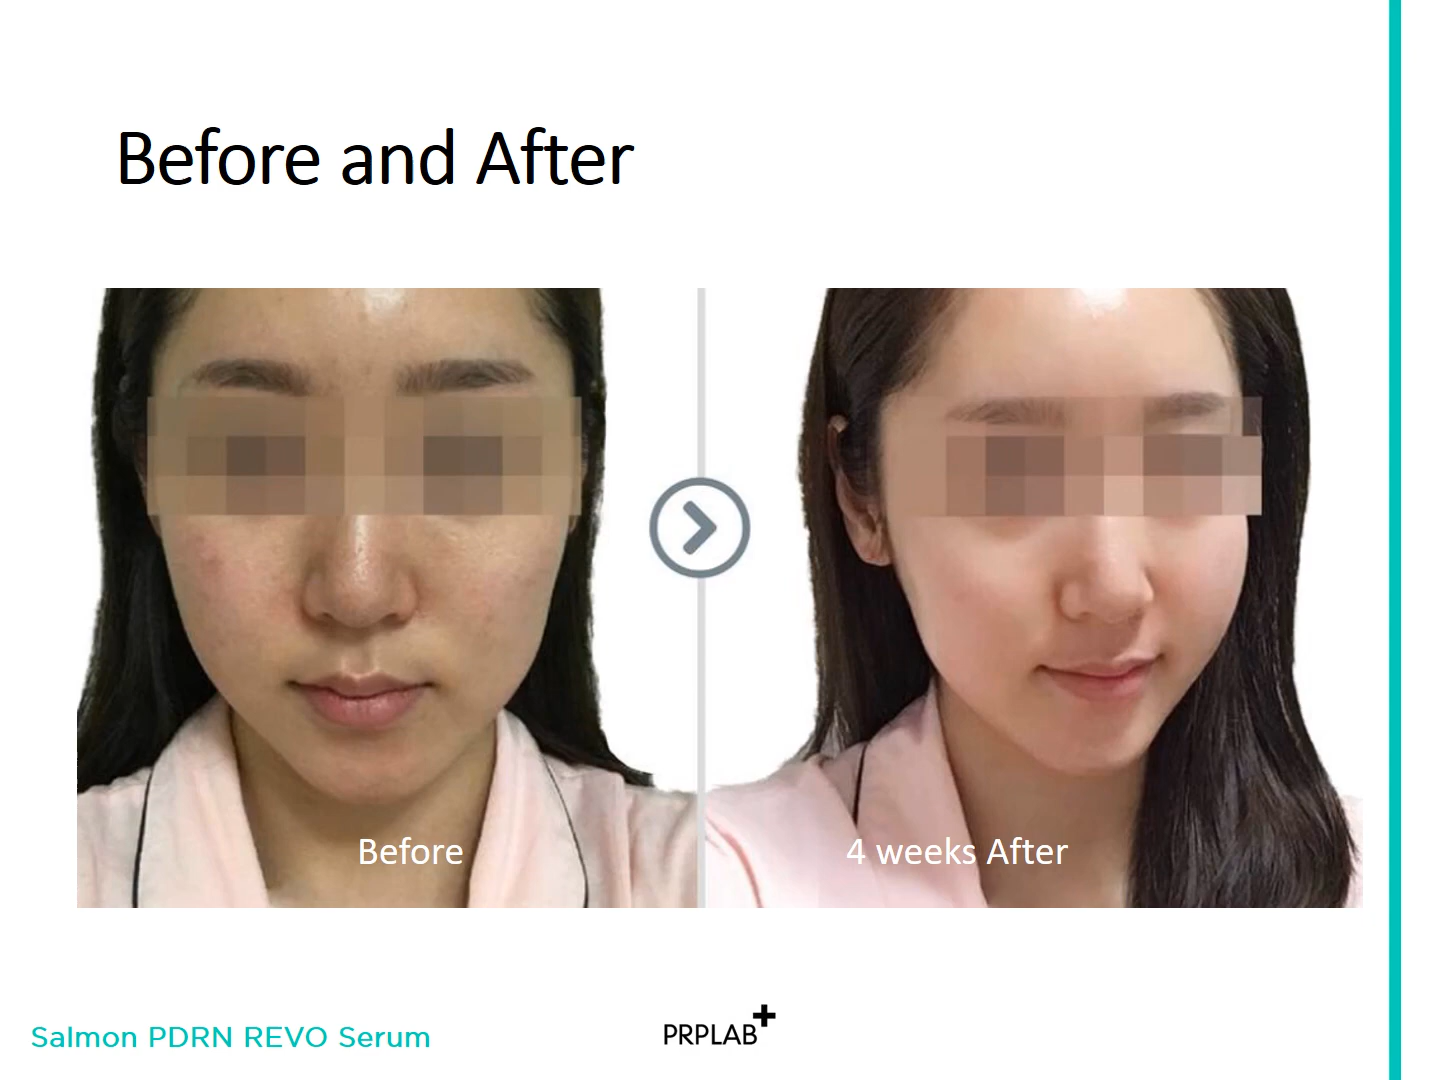 Before and After
Before
4 weeks After
Salmon PDRN REVO Serum
PRPLAB+